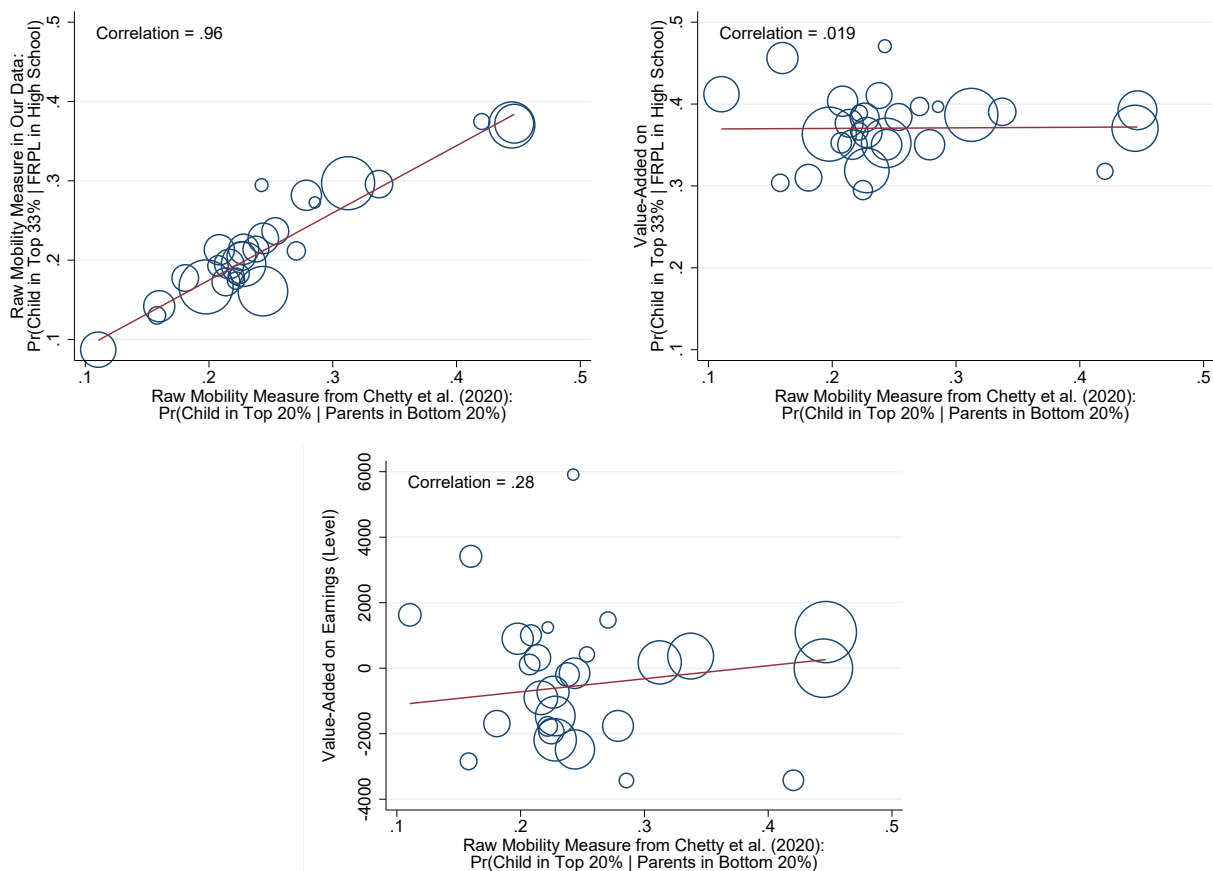 Correlation = .96
Raw Mobility Measure in Our Data:
Pr(Child in Top 33% | FRPL in High School)
.5
.4
.3
.2
.1
.1 .2 .3 .4 .5
Raw Mobility Measure from Chetty et al. (2020):
Pr(Child in Top 20% | Parents in Bottom 20%)
Correlation = .019
Value-Added on
Pr(Child in Top 33% | FRPL in High School)
.5
.4
.3
.2
.1
.1 .2 .3 .4 .5
Raw Mobility Measure from Chetty et al. (2020):
Pr(Child in Top 20% | Parents in Bottom 20%)
Correlation = .28
Value-Added on Earnings (Level)
6000
4000
2000
0
-2000
-4000
.1 .2 .3 .4 .5
Raw Mobility Measure from Chetty et al. (2020):
Pr(Child in Top 20% | Parents in Bottom 20%)